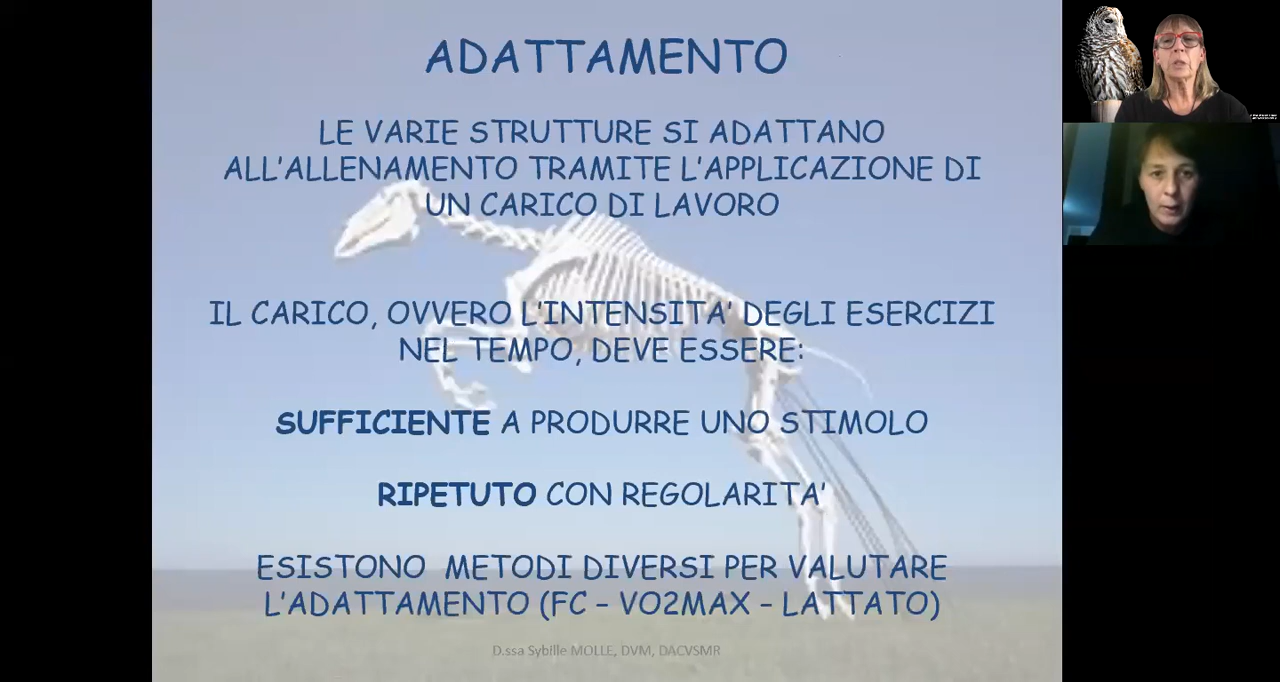 ADATTAMENTO
LE VARIE STRUTTURE SI ADATTANO
ALL'ALLENAMENTO TRAMITE L'APPLICAZIONE DI
UN CARICO DI LAVORO
IL CARICO, OVVERO L'INTENSITA' DEGLI ESERCIZI
NEL TEMPO, DEVE ESSERE:
SUFFICIENTE A PRODURRE UNO STIMOLO
RIPETUTO CON REGOLARITA'
ESISTONO METODI DIVERSI PER VALUTARE
L'ADATTAMENTO (FC – VO2MAX – LATTATO)
D.ssa Sybille MOLLE, DVM, DACVSMR